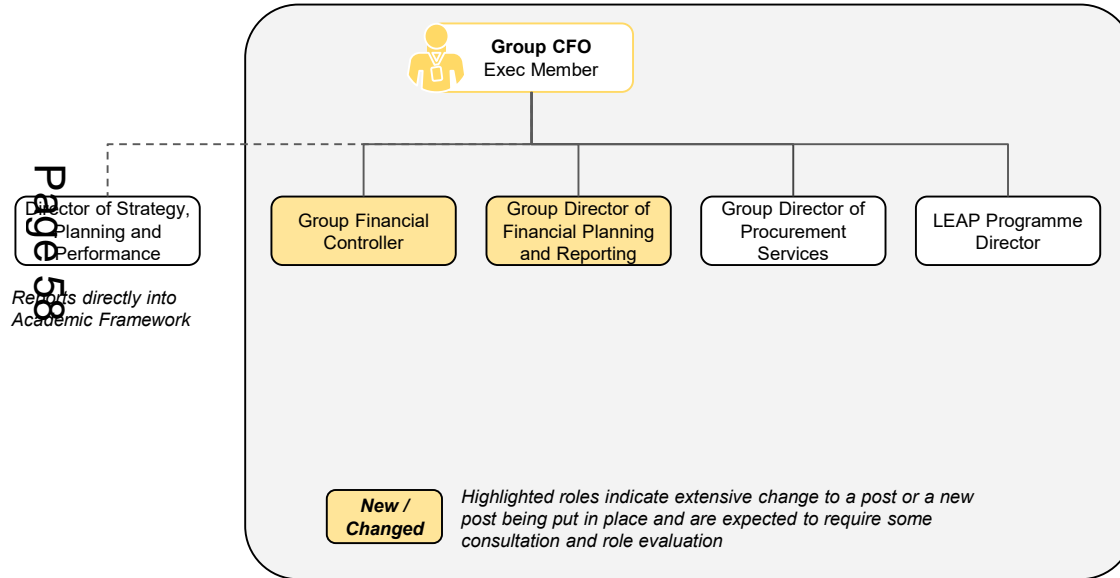 Group CFO
Exec Member
Page 58
Director of Strategy,
Planning and
Performance
Reports directly into
Academic Framework
Group Financial
Controller
Group Director of
Financial Planning
and Reporting
Group Director of
Procurement
Services
LEAP Programme
Director
New /
Changed
Highlighted roles indicate extensive change to a post or a new
post being put in place and are expected to require some
consultation and role evaluation